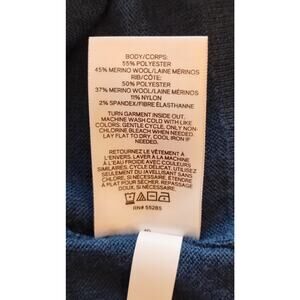 BODY/CORPS:
55% POLYESTER
45% MERINO WOOL/LAINE MÉRINOS
RIB/CÔTE:
50% POLYESTER
37% MERINO WOOL/LAINE MÉRINOS
11% NYLON
2% SPANDEX/FIBRE ÉLASTHANNE
TURN GARMENT INSIDE OUT.
MACHINE WASH COLD WITH LIKE
COLORS. GENTLE CYCLE, ONLY NON-
CHLORINE BLEACH WHEN NEEDED.
LAY FLAT TO DRY, COOL IRON IF
NEEDED.
RETOURNEZ LE VÊTEMENT À
L'ENVERS. LAVER À LA MACHINE
À L'EAU FROIDE AVEC COULEURS
SIMILAIRES, CYCLE DÉLICAT, UTILISEZ
SEULEMENT DU JAVELLISANT SANS
CHLORE SI NÉCESSAIRE. ÉTENDRE
À PLAT POUR SÉCHER. REPASSAGE
DOUX, SI NÉCESSAIRE.
RN# 55285